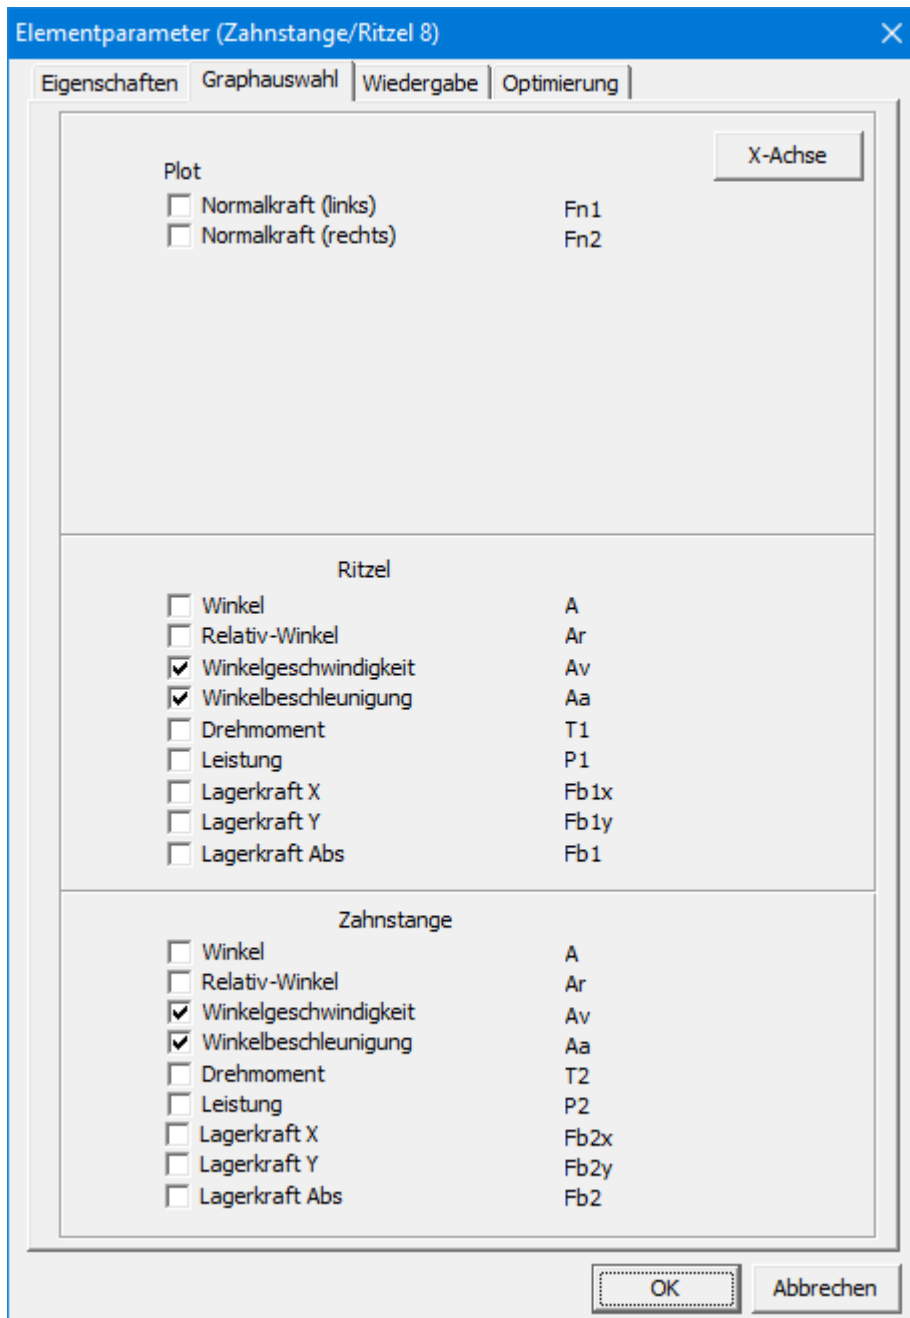 Elementparameter (Zahnstange/Ritzel 8)
Eigenschaften Graphauswahl Wiedergabe Optimierung
X-Achse
Plot
Normalkraft (links) Fn1
Normalkraft (rechts) Fn2
Ritzel
Winkel A
Relativ-Winkel Ar
Winkelgeschwindigkeit Av
Winkelbeschleunigung Aa
Drehmoment T1
Leistung P1
Lagerkraft X Fb1x
Lagerkraft Y Fb1y
Lagerkraft Abs Fb1
Zahnstange
Winkel A
Relativ-Winkel Ar
Winkelgeschwindigkeit Av
Winkelbeschleunigung Aa
Drehmoment T2
Leistung P2
Lagerkraft X Fb2x
Lagerkraft Y Fb2y
Lagerkraft Abs Fb2
OK Abbrechen